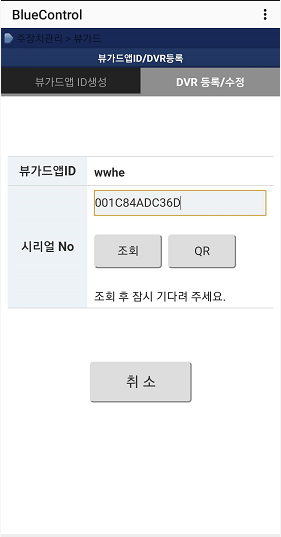 BlueControl
주장치관리 > 뷰가드
뷰가드앱ID/DVR등록
뷰가드앱 ID생성
DVR 등록/수정
뷰가드앱ID
wwhe
시리얼 No
001C84ADC36D
조회
QR
조회 후 잠시 기다려 주세요.
취 소